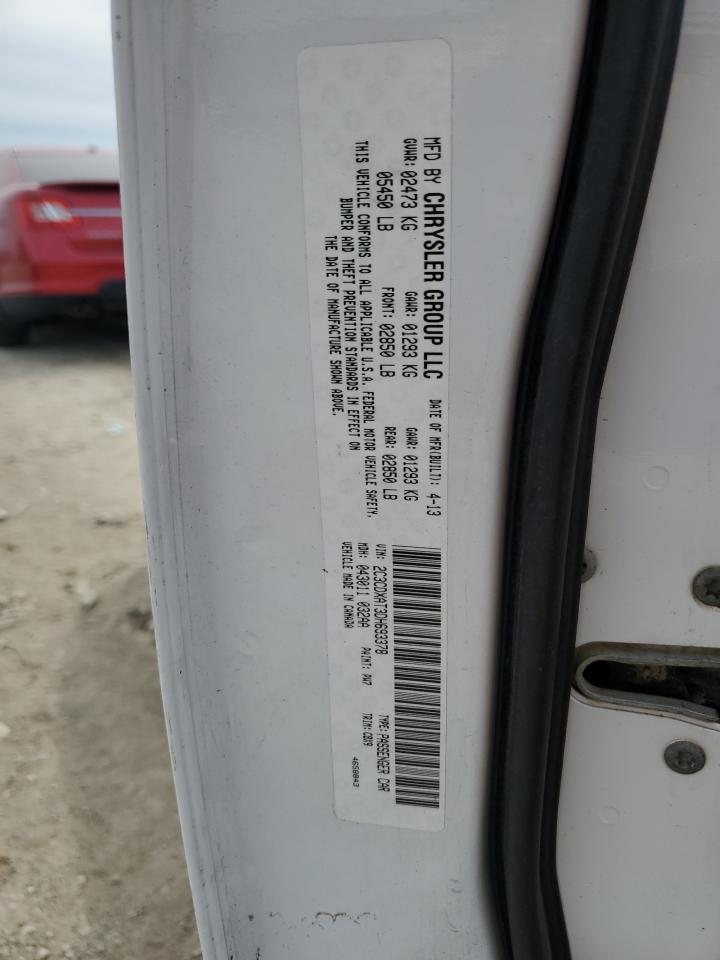 MFD BY CHRYSLER GROUP LLC DATE OF MFR(BUILT): 4-13
GVWR: 02473 KG GAWR: 01293 KG GAWR: 01293 KG
05450 LB FRONT: 02850 LB REAR: 02850 LB
THIS VEHICLE CONFORMS TO ALL APPLICABLE U.S.A. FEDERAL MOTOR VEHICLE SAFETY,
BUMPER AND THEFT PREVENTION STANDARDS IN EFFECT ON
THE DATE OF MANUFACTURE SHOWN ABOVE.
VIN: 2C3CDXAT3DH693378 TYPE: PASSENGER CAR
MDH: 043011 032AA PAINT: PW7 TRIM: CBX9
VEHICLE MADE IN CANADA 4658843